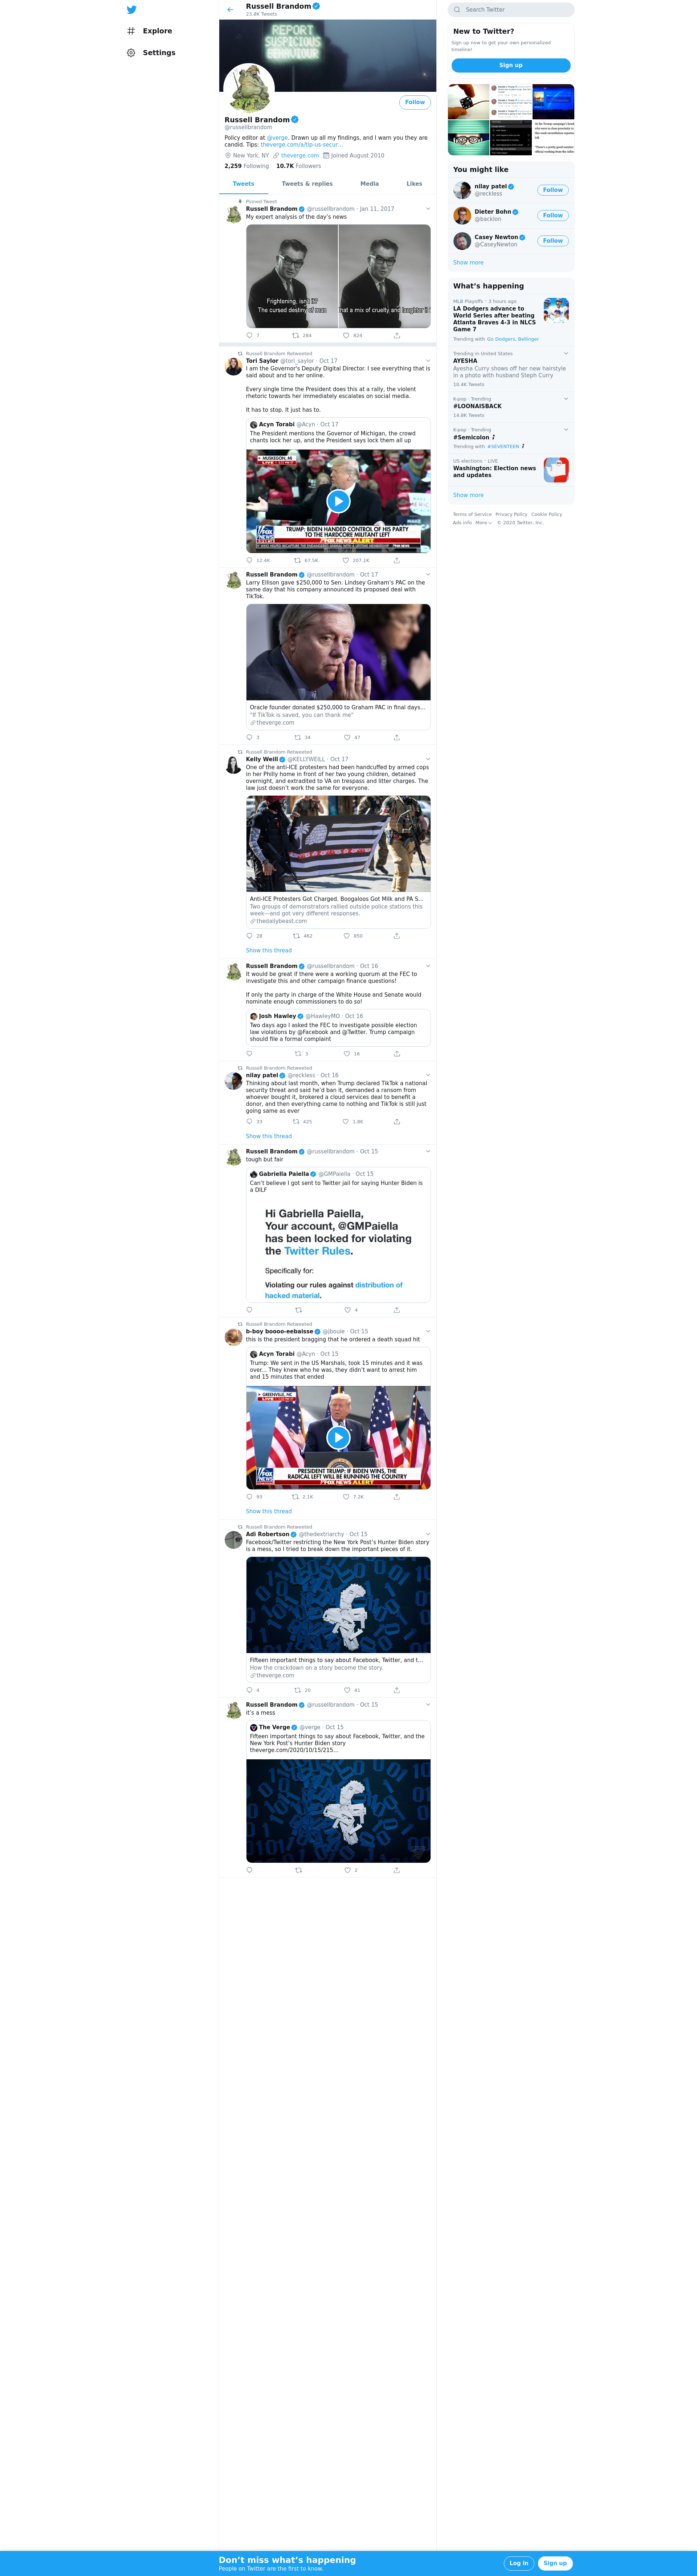 Russell Brandom
23.8K Tweets
Explore
Settings
REPORT
SUSPICIOUS
BEHAVIOUR
Follow
Russell Brandom
@russellbrandom
Policy editor at @verge. Drawn up all my findings, and I warn you they are
candid. Tips: theverge.com/a/tip-us-secur…
New York, NY theverge.com Joined August 2010
2,259 Following 10.7K Followers
Tweets Tweets & replies Media Likes
Pinned Tweet
Russell Brandom @russellbrandom · Jan 11, 2017
My expert analysis of the day's news
Frightening, isn't it?
The cursed destiny of man
hat a mix of cruelty and laughter i
7 284 824
Russell Brandom Retweeted
Tori Saylor @tori_saylor · Oct 17
I am the Governor's Deputy Digital Director. I see everything that is
said about and to her online.
Every single time the President does this at a rally, the violent
rhetoric towards her immediately escalates on social media.
It has to stop. It just has to.
Acyn Torabi @Acyn · Oct 17
The President mentions the Governor of Michigan, the crowd
chants lock her up, and the President says lock them all up
MUSKEGON, MI
LIVE
TRUMP: BIDEN HANDED CONTROL OF HIS PARTY
TO THE HARDCORE MILITANT LEFT
FOX NEWS
12.4K 67.5K 207.1K
Russell Brandom @russellbrandom · Oct 17
Larry Ellison gave $250,000 to Sen. Lindsey Graham's PAC on the
same day that his company announced its proposed deal with
TikTok.
Oracle founder donated $250,000 to Graham PAC in final days…
"If TikTok is saved, you can thank me"
theverge.com
3 34 47
Russell Brandom Retweeted
Kelly Weill @KELLYWEILL · Oct 17
One of the anti-ICE protesters had been handcuffed by armed cops
in her Philly home in front of her two young children, detained
overnight, and extradited to VA on trespass and litter charges. The
law just doesn't work the same for everyone.
Anti-ICE Protesters Got Charged. Boogaloos Got Milk and PA S…
Two groups of demonstrators rallied outside police stations this
week—and got very different responses.
thedailybeast.com
28 462 850
Show this thread
Russell Brandom @russellbrandom · Oct 16
It would be great if there were a working quorum at the FEC to
investigate this and other campaign finance questions!
If only the party in charge of the White House and Senate would
nominate enough commissioners to do so!
Josh Hawley @HawleyMO · Oct 16
Two days ago I asked the FEC to investigate possible election
law violations by @Facebook and @Twitter. Trump campaign
should file a formal complaint
3 16
Russell Brandom Retweeted
nilay patel @reckless · Oct 16
Thinking about last month, when Trump declared TikTok a national
security threat and said he'd ban it, demanded a ransom from
whoever bought it, brokered a cloud services deal to benefit a
donor, and then everything came to nothing and TikTok is still just
going same as ever
33 425 1.8K
Show this thread
Russell Brandom @russellbrandom · Oct 15
tough but fair
Gabriella Paiella @GMPaiella · Oct 15
Can't believe I got sent to Twitter jail for saying Hunter Biden is
a DILF
Hi Gabriella Paiella,
Your account, @GMPaiella
has been locked for violating
the Twitter Rules.
Specifically for:
Violating our rules against distribution of
hacked material.
4
Russell Brandom Retweeted
b-boy boooo-eebaisse @jbouie · Oct 15
this is the president bragging that he ordered a death squad hit
Acyn Torabi @Acyn · Oct 15
Trump: We sent in the US Marshals, took 15 minutes and it was
over... They knew who he was, they didn't want to arrest him
and 15 minutes that ended
GREENVILLE, NC
LIVE
PRESIDENT TRUMP: IF BIDEN WINS, THE
RADICAL LEFT WILL BE RUNNING THE COUNTRY
FOX NEWS
93 2.1K 7.2K
Show this thread
Russell Brandom Retweeted
Adi Robertson @thedextriarchy · Oct 15
Facebook/Twitter restricting the New York Post's Hunter Biden story
is a mess, so I tried to break down the important pieces of it.
Fifteen important things to say about Facebook, Twitter, and t…
How the crackdown on a story became the story.
theverge.com
4 20 41
Russell Brandom @russellbrandom · Oct 15
it's a mess
The Verge @verge · Oct 15
Fifteen important things to say about Facebook, Twitter, and the
New York Post's Hunter Biden story
theverge.com/2020/10/15/215…
2
Search Twitter
New to Twitter?
Sign up now to get your own personalized
timeline!
Sign up
You might like
nilay patel
@reckless
Follow
Dieter Bohn
@backlon
Follow
Casey Newton
@CaseyNewton
Follow
Show more
What's happening
MLB Playoffs · 3 hours ago
LA Dodgers advance to
World Series after beating
Atlanta Braves 4-3 in NLCS
Game 7
Trending with Go Dodgers, Bellinger
Trending in United States
AYESHA
Ayesha Curry shows off her new hairstyle
in a photo with husband Steph Curry
10.4K Tweets
K-pop · Trending
#LOONAISBACK
14.8K Tweets
K-pop · Trending
#Semicolon ;
Trending with #SEVENTEEN ;
US elections · LIVE
Washington: Election news
and updates
Show more
Terms of Service Privacy Policy Cookie Policy
Ads info More © 2020 Twitter, Inc.
Don't miss what's happening
People on Twitter are the first to know.
Log in
Sign up